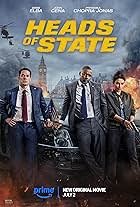 HEADS
OF STATE
ELBA CENA CHOPRA JONAS
prime
NEW ORIGINAL MOVIE
JULY 2